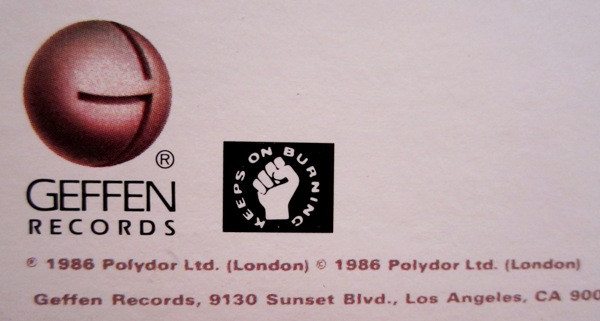 ®
GEFFEN
RECORDS
KEEPS ON BURNING
℗ 1986 Polydor Ltd. (London) © 1986 Polydor Ltd. (London)
Geffen Records, 9130 Sunset Blvd., Los Angeles, CA 900